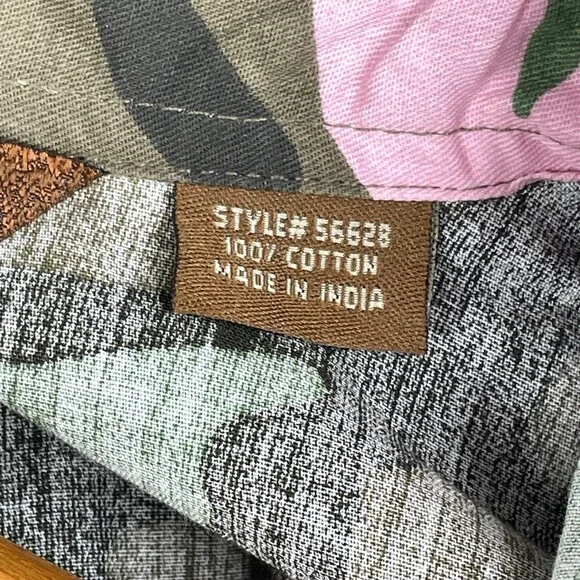 STYLE# 56628
100% COTTON
MADE IN INDIA